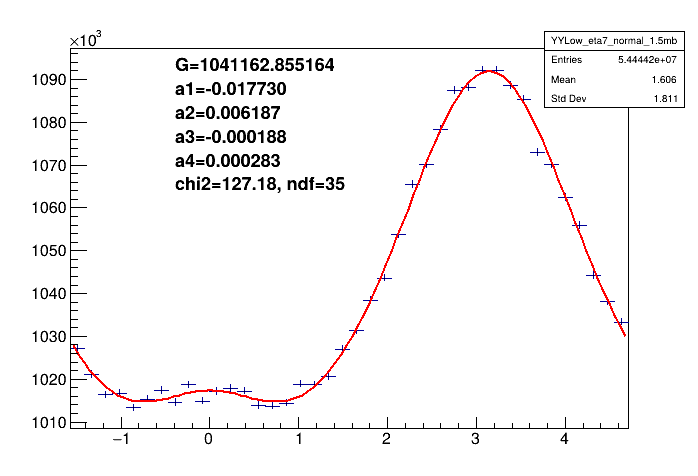 ×10³
YYLow_eta7_normal_1.5mb
Entries 5.44442e+07
Mean 1.606
Std Dev 1.811
G=1041162.855164
a1=-0.017730
a2=0.006187
a3=-0.000188
a4=0.000283
chi2=127.18, ndf=35
1090
1080
1070
1060
1050
1040
1030
1020
1010
−1 0 1 2 3 4